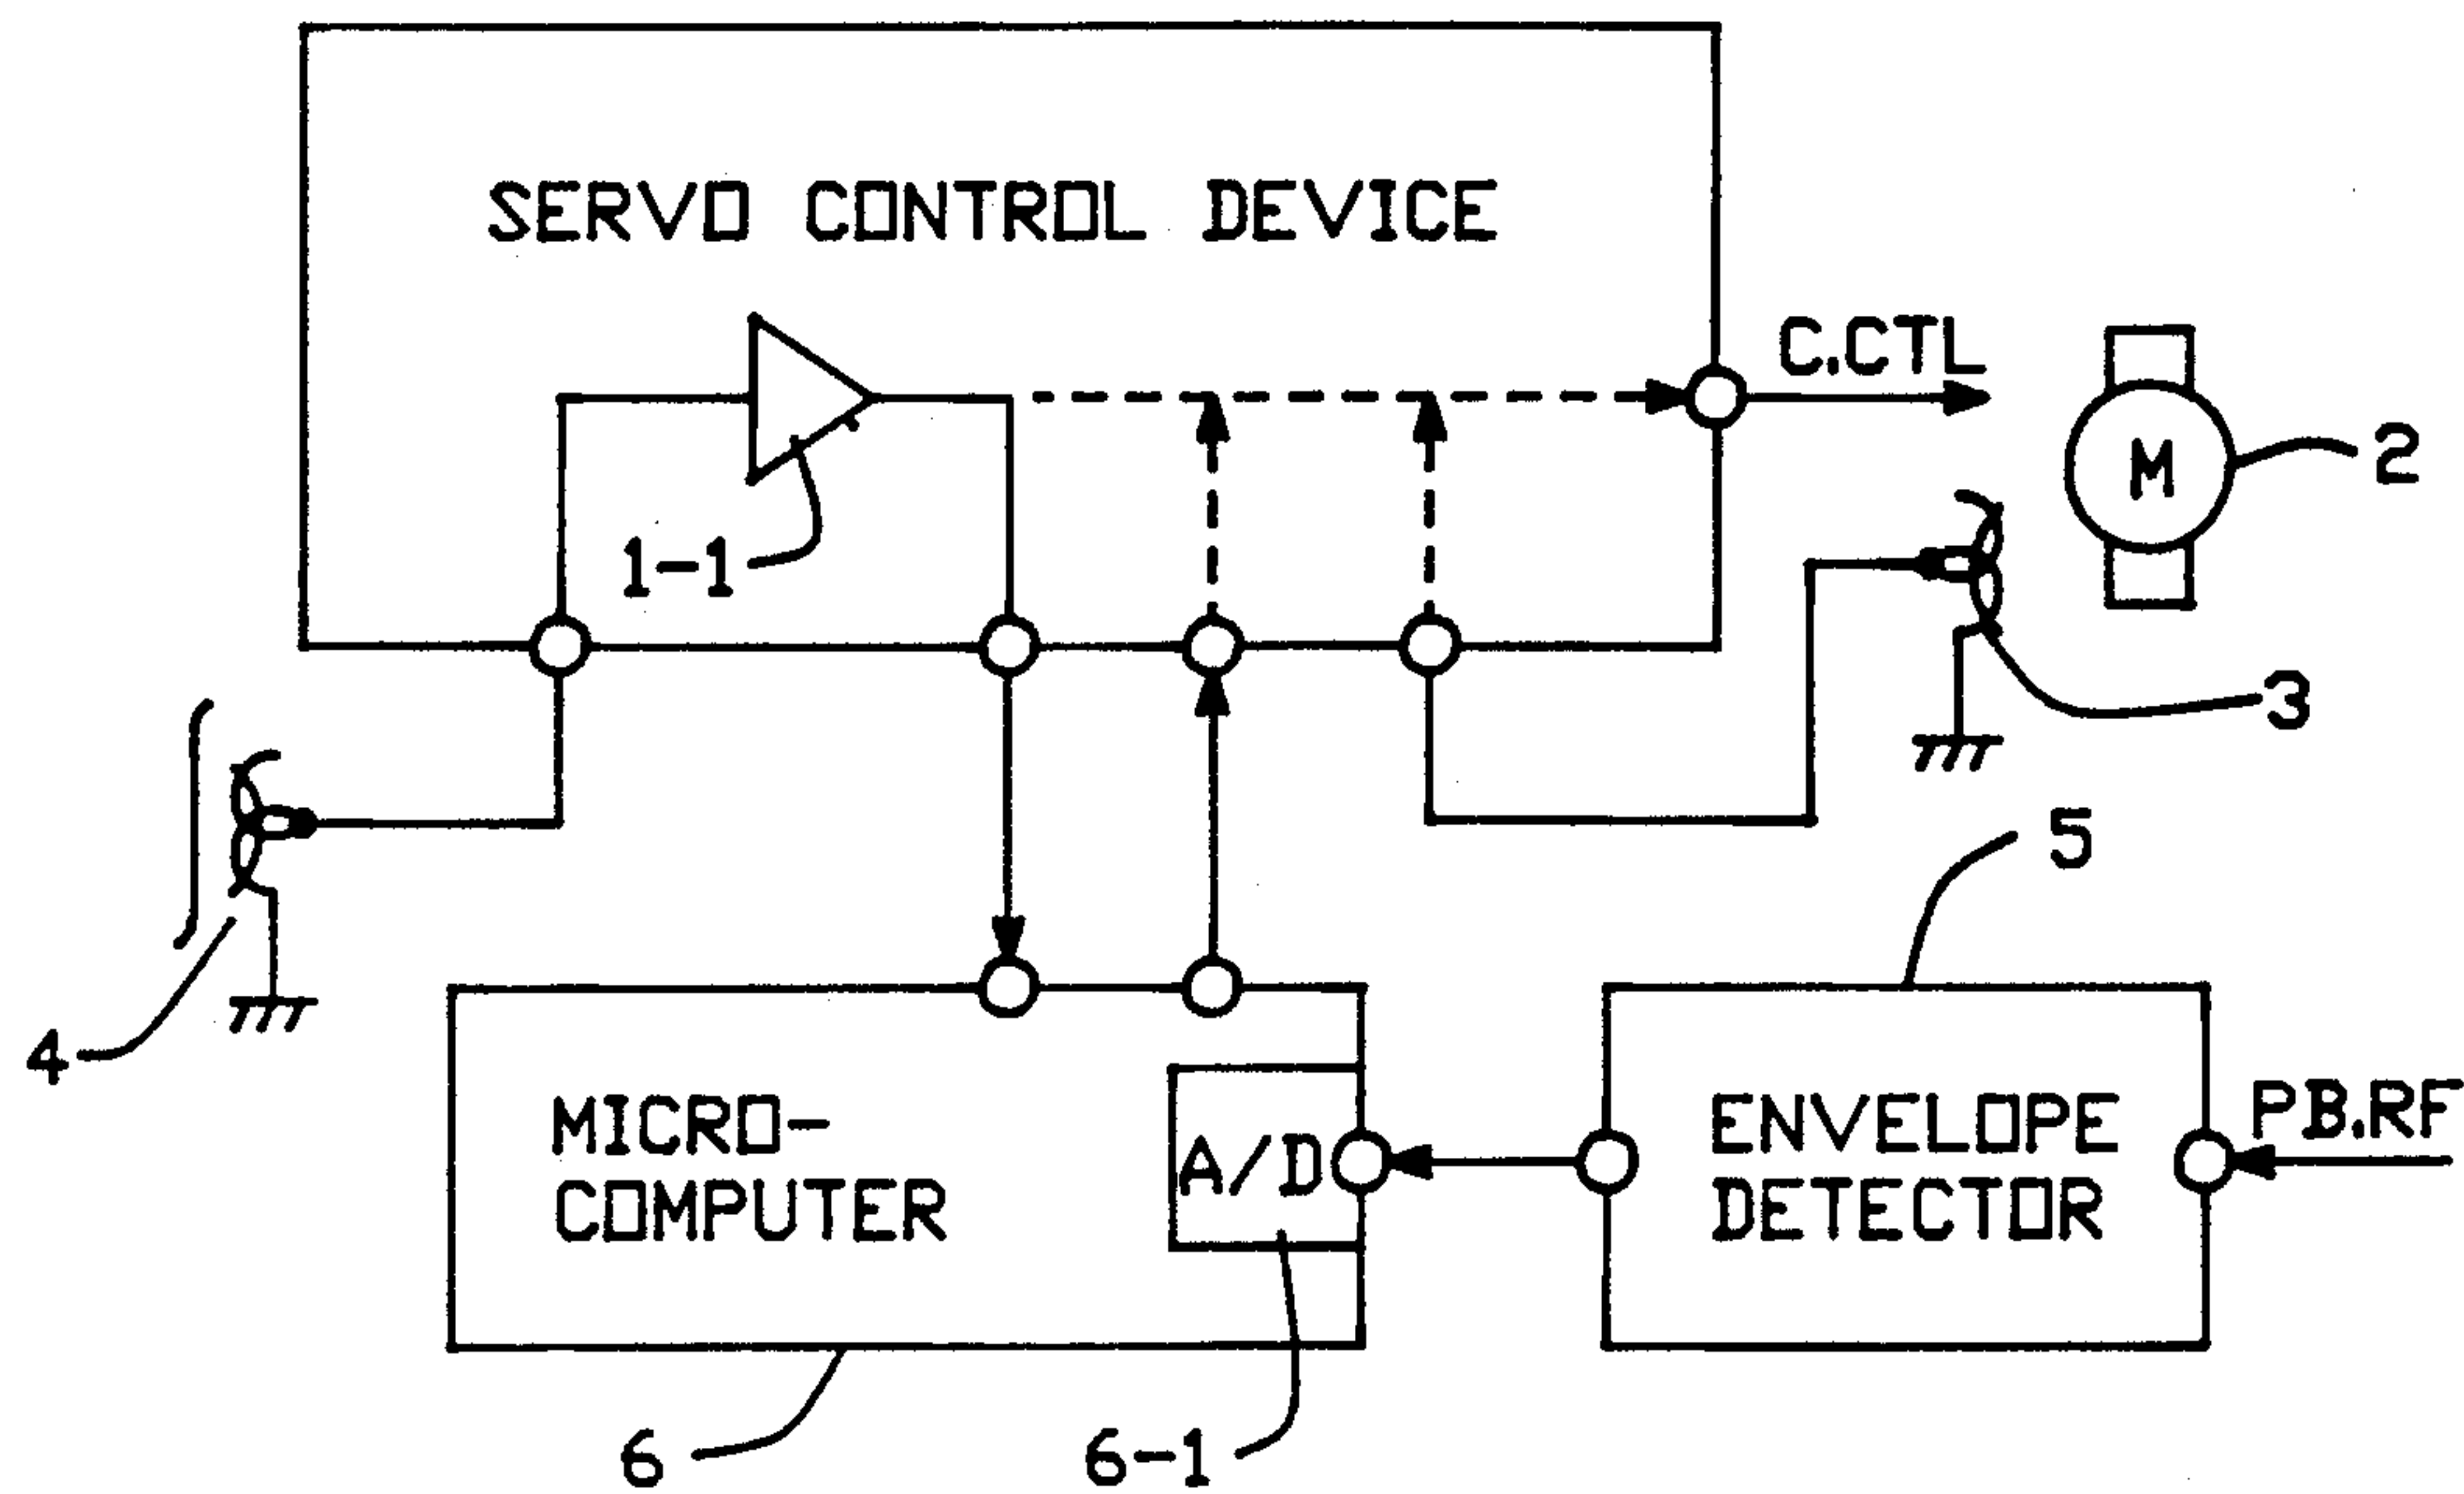 SERVO CONTROL DEVICE
C.CTL
M
2
1-1
3
4
5
MICRO-
COMPUTER
A/D
ENVELOPE
DETECTOR
P.B.RF
6
6-1